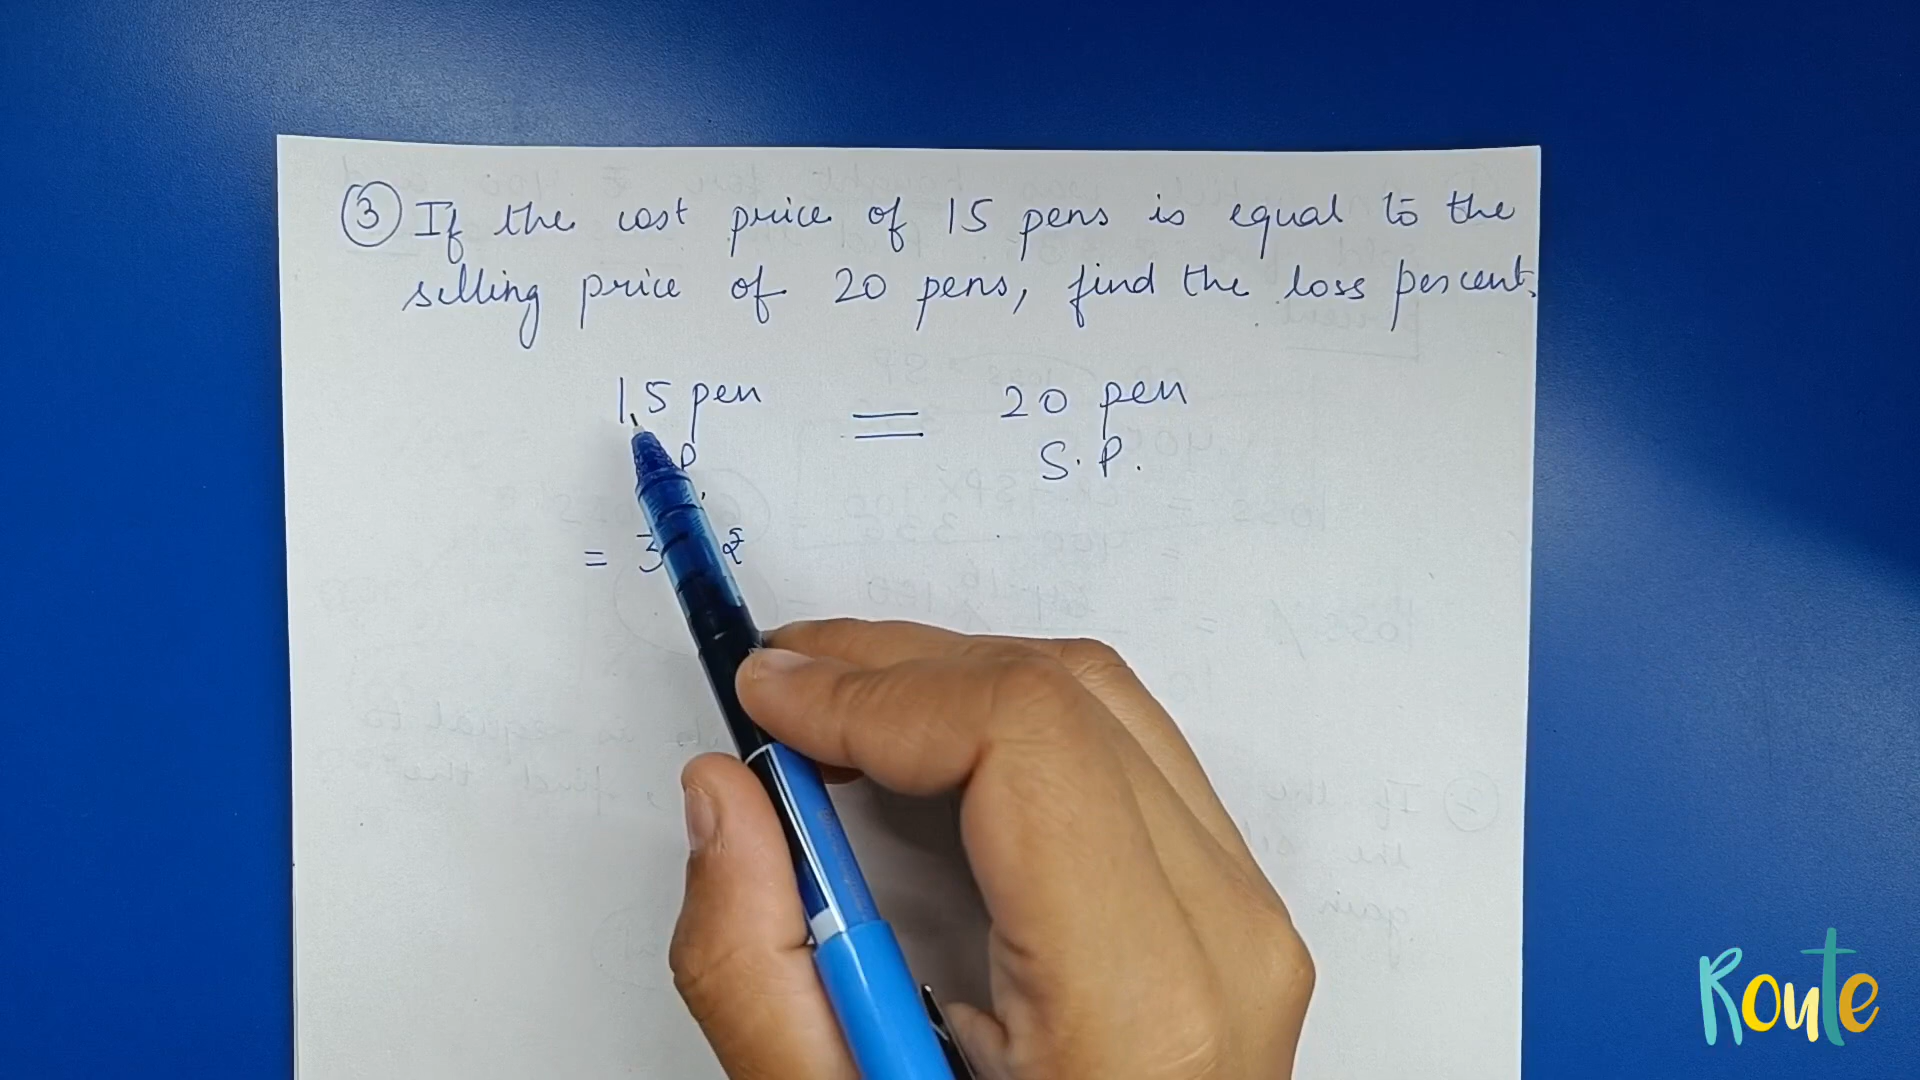 3 If the cost price of 15 pens is equal to the
selling price of 20 pens, find the loss percent.
15 pen = 20 pen
P. S.P.
= 3 ₹
Route